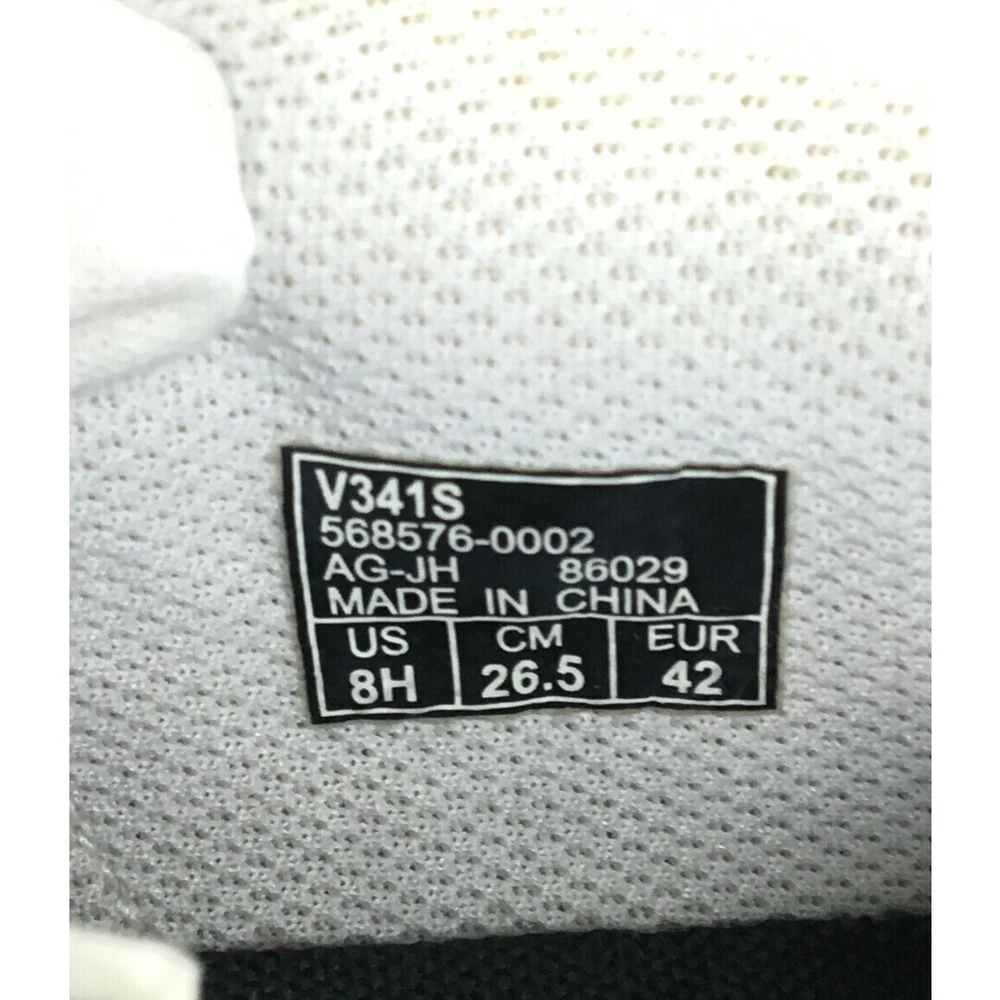 V341S
568576-0002
AG-JH 86029
MADE IN CHINA
US CM EUR
8H 26.5 42